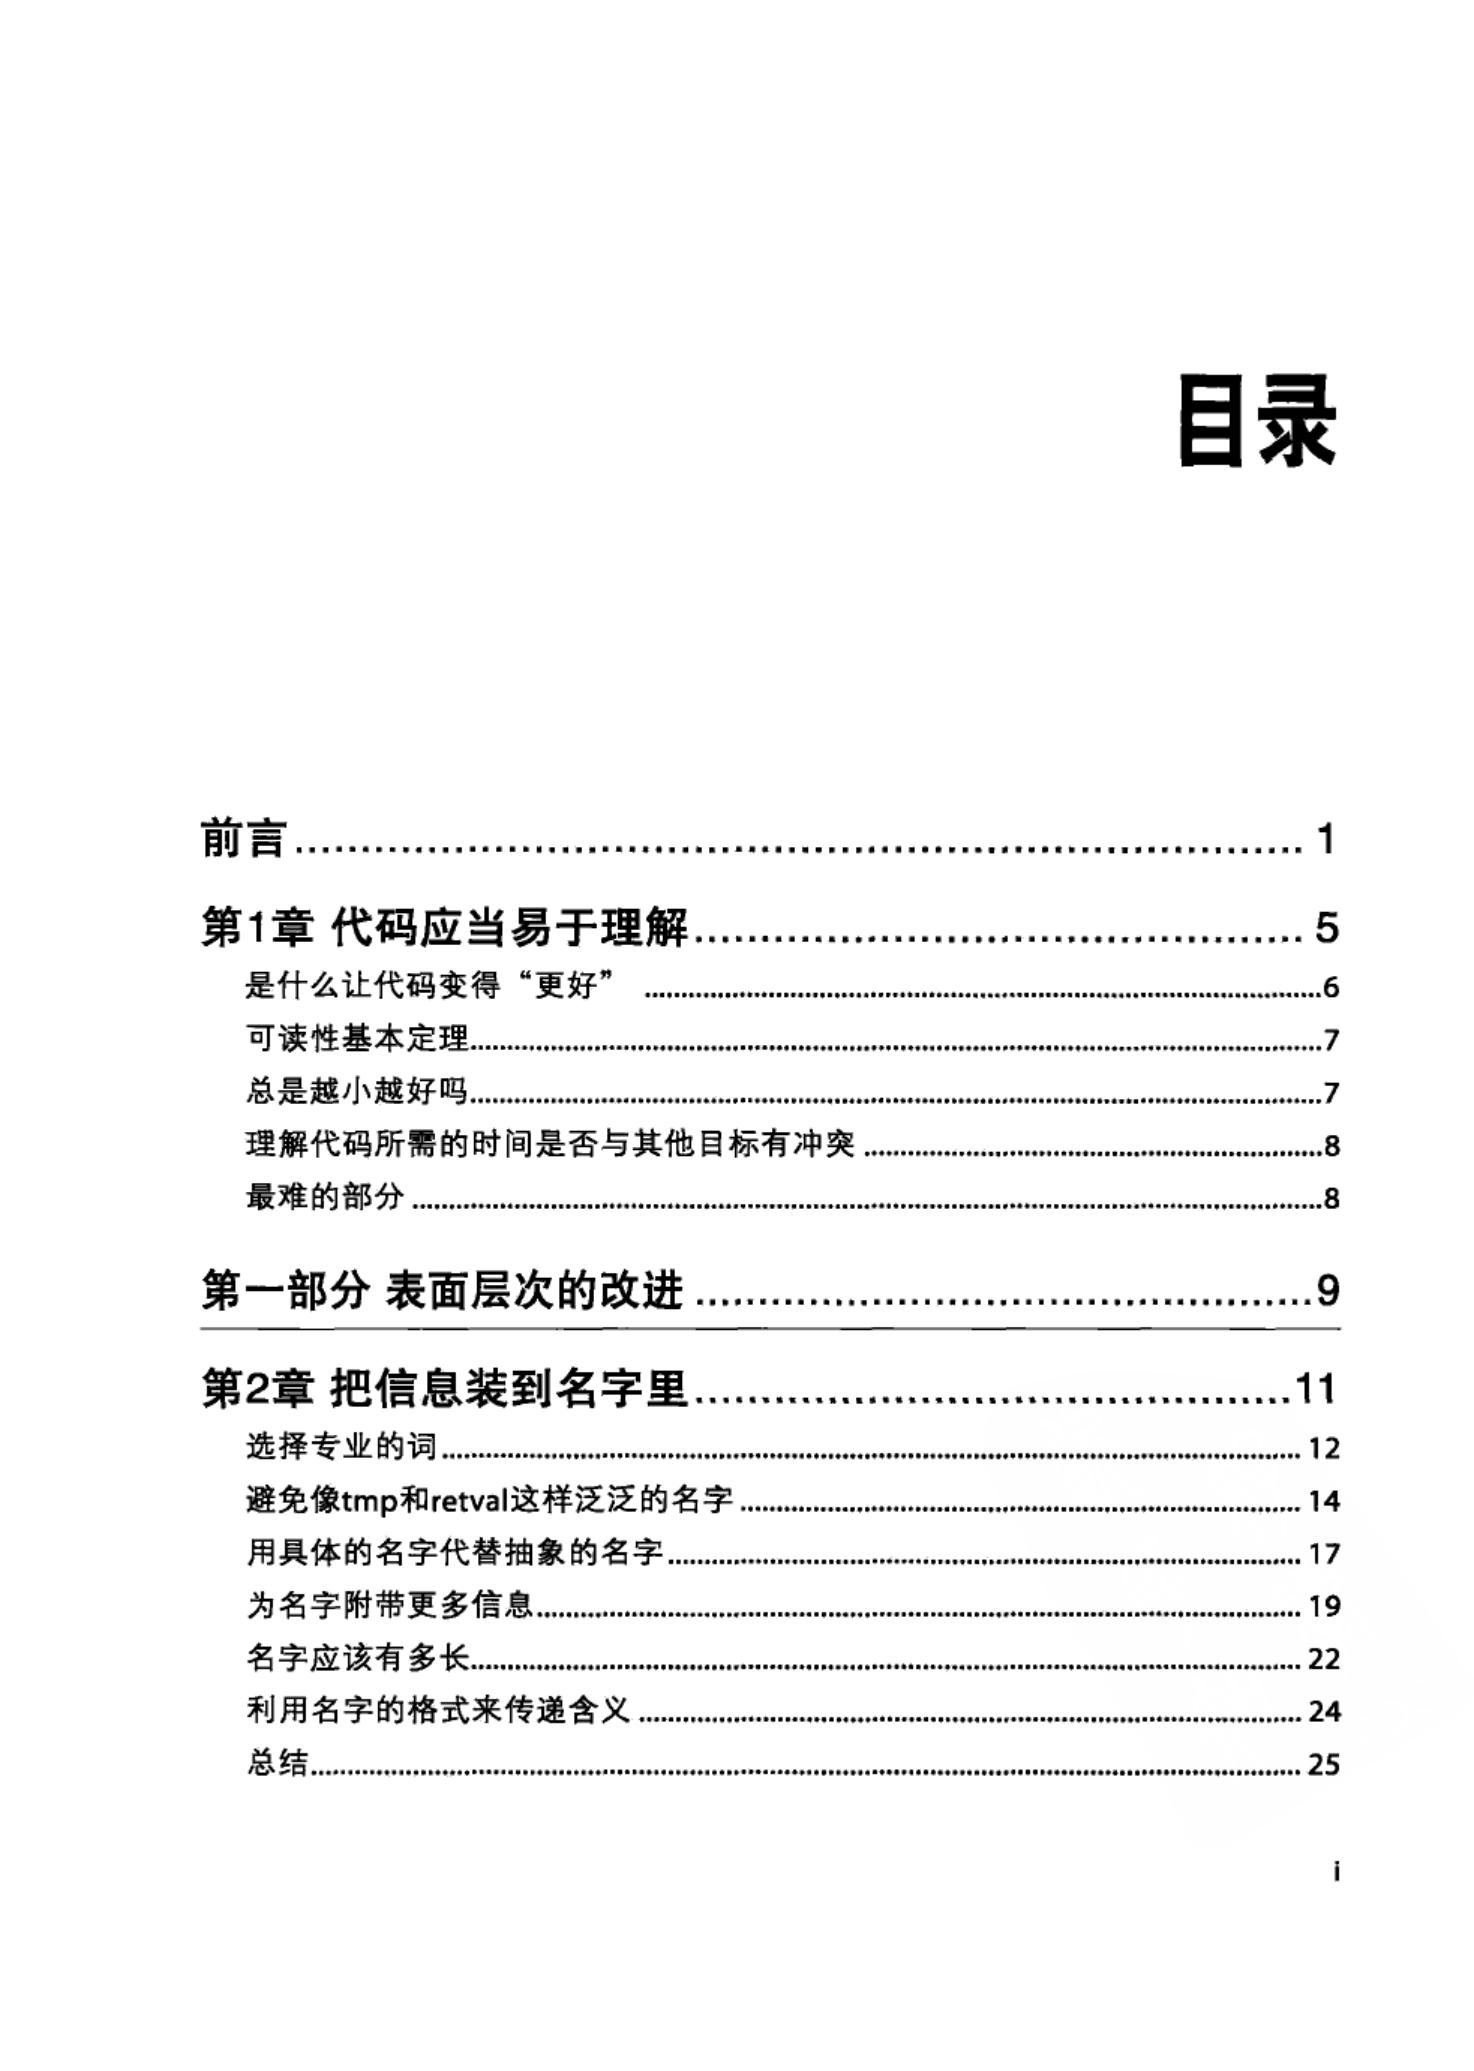 目录
前言........................................ 1
第1章 代码应当易于理解........................................ 5
是什么让代码变得“更好” ........................................6
可读性基本定理........................................7
总是越小越好吗........................................7
理解代码所需的时间是否与其他目标有冲突 ........................................8
最难的部分 ........................................8
第一部分 表面层次的改进 ........................................9
第2章 把信息装到名字里........................................11
选择专业的词........................................ 12
避免像tmp和retval这样泛泛的名字 ........................................ 14
用具体的名字代替抽象的名字........................................ 17
为名字附带更多信息........................................ 19
名字应该有多长........................................ 22
利用名字的格式来传递含义 ........................................ 24
总结........................................ 25
i